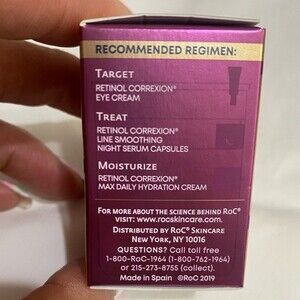 RECOMMENDED REGIMEN:
TARGET
RETINOL CORREXION®
EYE CREAM
TREAT
RETINOL CORREXION®
LINE SMOOTHING
NIGHT SERUM CAPSULES
MOISTURIZE
RETINOL CORREXION®
MAX DAILY HYDRATION CREAM
FOR MORE ABOUT THE SCIENCE BEHIND RoC®
VISIT: www.rocskincare.com
DISTRIBUTED BY RoC® SKINCARE
NEW YORK, NY 10016
QUESTIONS? Call toll free
1-800-RoC-1964 (1-800-762-1964)
or 215-273-8755 (collect).
Made in Spain ©RoC 2019